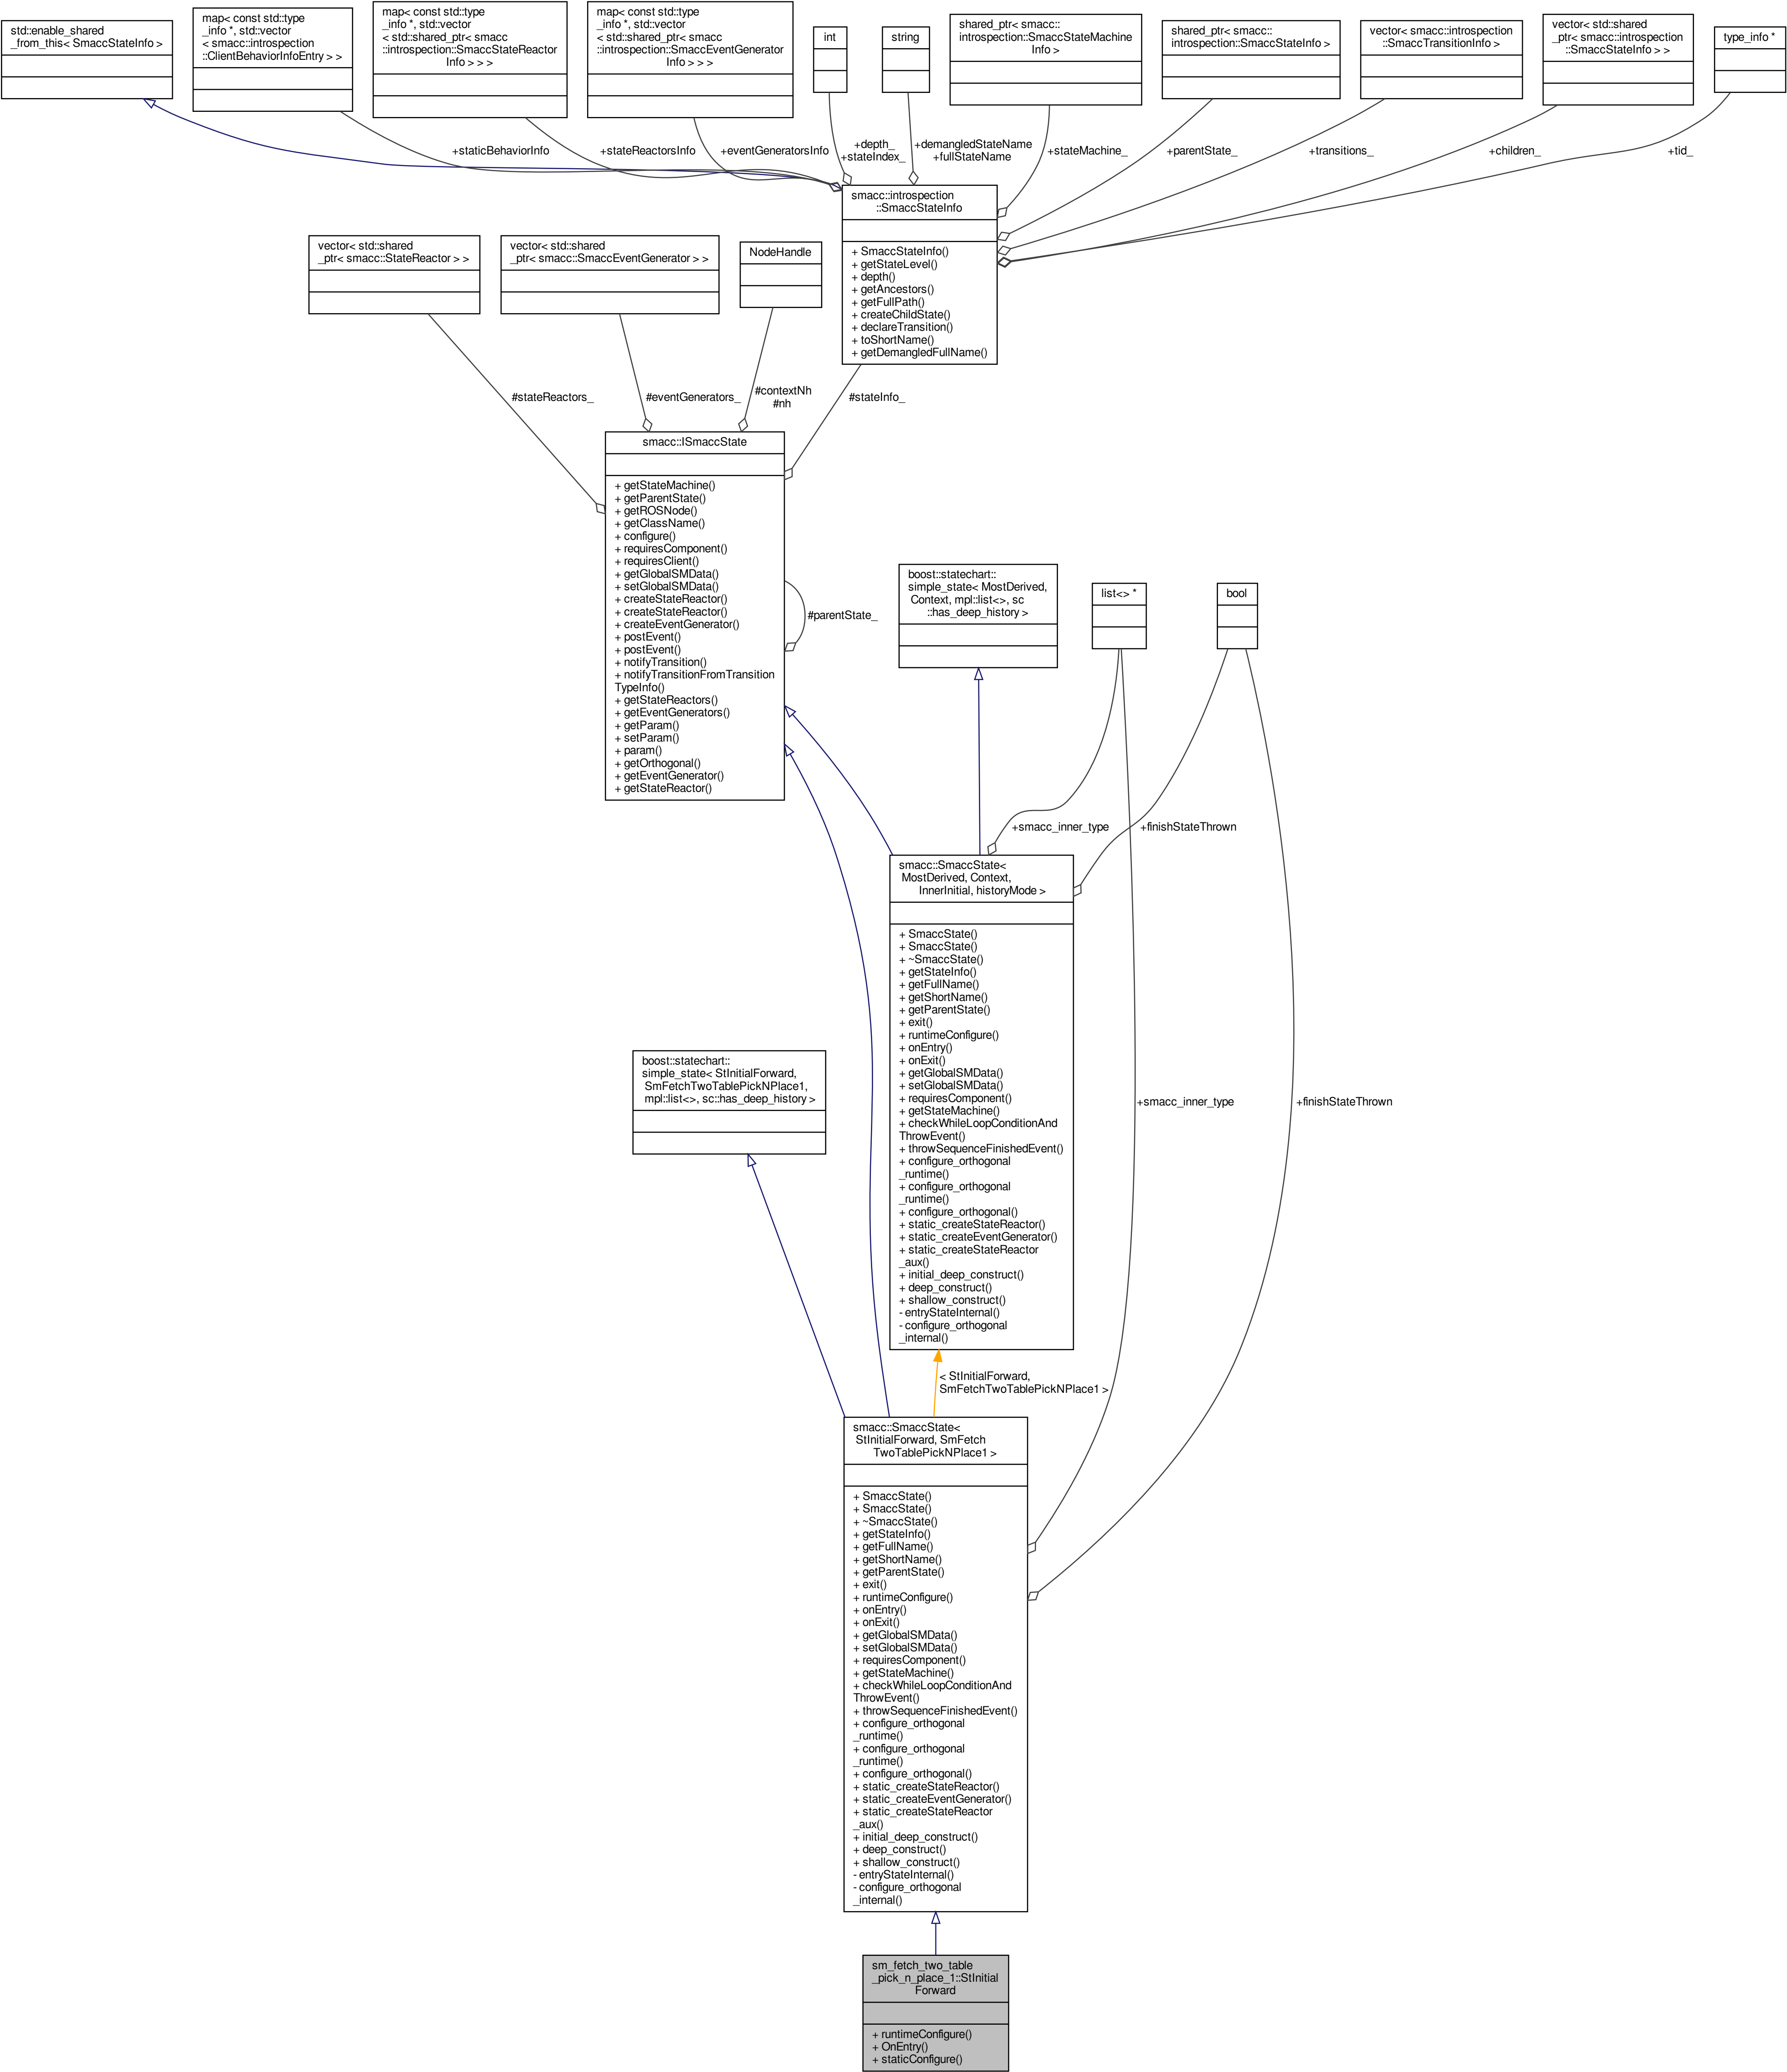 std::enable_shared
_from_this< SmaccStateInfo >
map< const std::type
_info *, std::vector
< smacc::introspection
::ClientBehaviorInfoEntry > >
map< const std::type
_info *, std::vector
< std::shared_ptr< smacc
::introspection::SmaccStateReactor
Info > > >
map< const std::type
_info *, std::vector
< std::shared_ptr< smacc
::introspection::SmaccEventGenerator
Info > > >
int
string
shared_ptr< smacc::
introspection::SmaccStateMachine
Info >
shared_ptr< smacc::
introspection::SmaccStateInfo >
vector< smacc::introspection
::SmaccTransitionInfo >
vector< std::shared
_ptr< smacc::introspection
::SmaccStateInfo > >
type_info *
+staticBehaviorInfo
+stateReactorsInfo
+eventGeneratorsInfo
+depth_
+stateIndex_
+demangledStateName
+fullStateName
+stateMachine_
+parentState_
+transitions_
+children_
+tid_
smacc::introspection
::SmaccStateInfo
+ SmaccStateInfo()
+ getStateLevel()
+ depth()
+ getAncestors()
+ getFullPath()
+ createChildState()
+ declareTransition()
+ toShortName()
+ getDemangledFullName()
vector< std::shared
_ptr< smacc::StateReactor > >
vector< std::shared
_ptr< smacc::SmaccEventGenerator > >
NodeHandle
#stateReactors_
#eventGenerators_
#contextNh
#nh
#stateInfo_
smacc::ISmaccState
+ getStateMachine()
+ getParentState()
+ getROSNode()
+ getClassName()
+ configure()
+ requiresComponent()
+ requiresClient()
+ getGlobalSMData()
+ setGlobalSMData()
+ createStateReactor()
+ createStateReactor()
+ createEventGenerator()
+ postEvent()
+ postEvent()
+ notifyTransition()
+ notifyTransitionFromTransition
TypeInfo()
+ getStateReactors()
+ getEventGenerators()
+ getParam()
+ setParam()
+ param()
+ getOrthogonal()
+ getEventGenerator()
+ getStateReactor()
#parentState_
boost::statechart::
simple_state< MostDerived,
Context, mpl::list<>, sc
::has_deep_history >
list<> *
bool
+smacc_inner_type
+finishStateThrown
smacc::SmaccState<
MostDerived, Context,
InnerInitial, historyMode >
+ SmaccState()
+ SmaccState()
+ ~SmaccState()
+ getStateInfo()
+ getFullName()
+ getShortName()
+ getParentState()
+ exit()
+ runtimeConfigure()
+ onEntry()
+ onExit()
+ getGlobalSMData()
+ setGlobalSMData()
+ requiresComponent()
+ getStateMachine()
+ checkWhileLoopConditionAnd
ThrowEvent()
+ throwSequenceFinishedEvent()
+ configure_orthogonal
_runtime()
+ configure_orthogonal
_runtime()
+ configure_orthogonal()
+ static_createStateReactor()
+ static_createEventGenerator()
+ static_createStateReactor
_aux()
+ initial_deep_construct()
+ deep_construct()
+ shallow_construct()
- entryStateInternal()
- configure_orthogonal
_internal()
boost::statechart::
simple_state< StInitialForward,
SmFetchTwoTablePickNPlace1,
mpl::list<>, sc::has_deep_history >
+smacc_inner_type
+finishStateThrown
< StInitialForward,
SmFetchTwoTablePickNPlace1 >
smacc::SmaccState<
StInitialForward, SmFetch
TwoTablePickNPlace1 >
+ SmaccState()
+ SmaccState()
+ ~SmaccState()
+ getStateInfo()
+ getFullName()
+ getShortName()
+ getParentState()
+ exit()
+ runtimeConfigure()
+ onEntry()
+ onExit()
+ getGlobalSMData()
+ setGlobalSMData()
+ requiresComponent()
+ getStateMachine()
+ checkWhileLoopConditionAnd
ThrowEvent()
+ throwSequenceFinishedEvent()
+ configure_orthogonal
_runtime()
+ configure_orthogonal
_runtime()
+ configure_orthogonal()
+ static_createStateReactor()
+ static_createEventGenerator()
+ static_createStateReactor
_aux()
+ initial_deep_construct()
+ deep_construct()
+ shallow_construct()
- entryStateInternal()
- configure_orthogonal
_internal()
sm_fetch_two_table
_pick_n_place_1::StInitial
Forward
+ runtimeConfigure()
+ OnEntry()
+ staticConfigure()